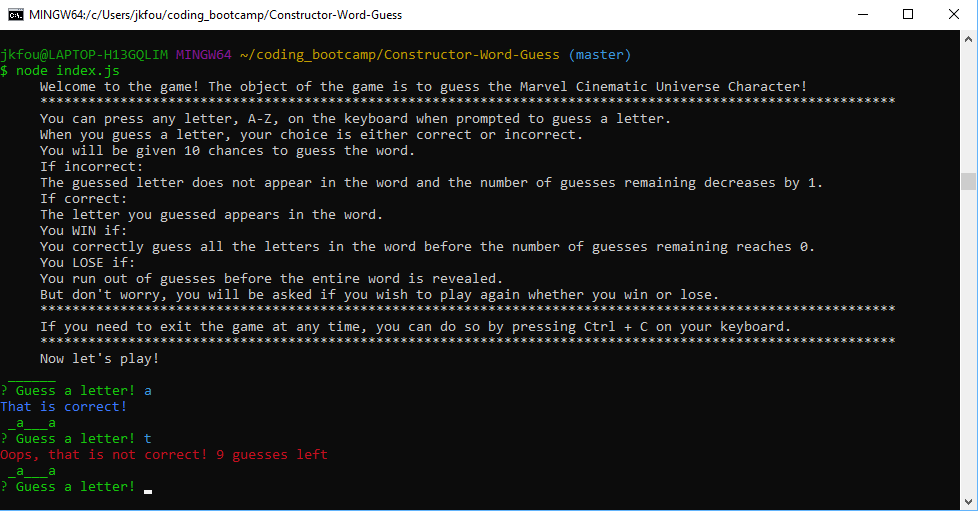 MINGW64:/c/Users/jkfou/coding_bootcamp/Constructor-Word-Guess
jkfou@LAPTOP-H13GQLIM MINGW64 ~/coding_bootcamp/Constructor-Word-Guess (master)
$ node index.js
Welcome to the game! The object of the game is to guess the Marvel Cinematic Universe Character!
***********************************************************************************************************
You can press any letter, A-Z, on the keyboard when prompted to guess a letter.
When you guess a letter, your choice is either correct or incorrect.
You will be given 10 chances to guess the word.
If incorrect:
The guessed letter does not appear in the word and the number of guesses remaining decreases by 1.
If correct:
The letter you guessed appears in the word.
You WIN if:
You correctly guess all the letters in the word before the number of guesses remaining reaches 0.
You LOSE if:
You run out of guesses before the entire word is revealed.
But don't worry, you will be asked if you wish to play again whether you win or lose.
***********************************************************************************************************
If you need to exit the game at any time, you can do so by pressing Ctrl + C on your keyboard.
***********************************************************************************************************
Now let's play!
______
? Guess a letter! a
That is correct!
_a___a
? Guess a letter! t
Oops, that is not correct! 9 guesses left
_a___a
? Guess a letter!